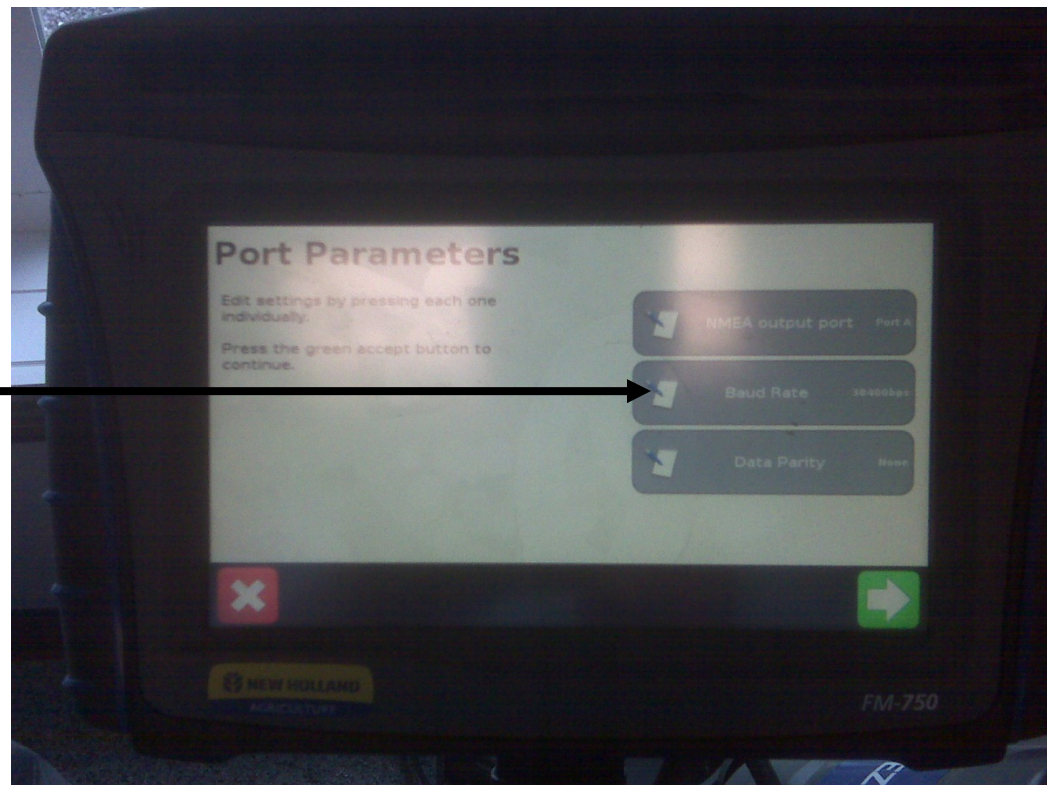 Port Parameters
Edit settings by pressing each one
individually.
Press the green accept button to
continue.
NMEA output port Port A
Baud Rate 38400bps
Data Parity None
NEW HOLLAND
AGRICULTURE
FM-750